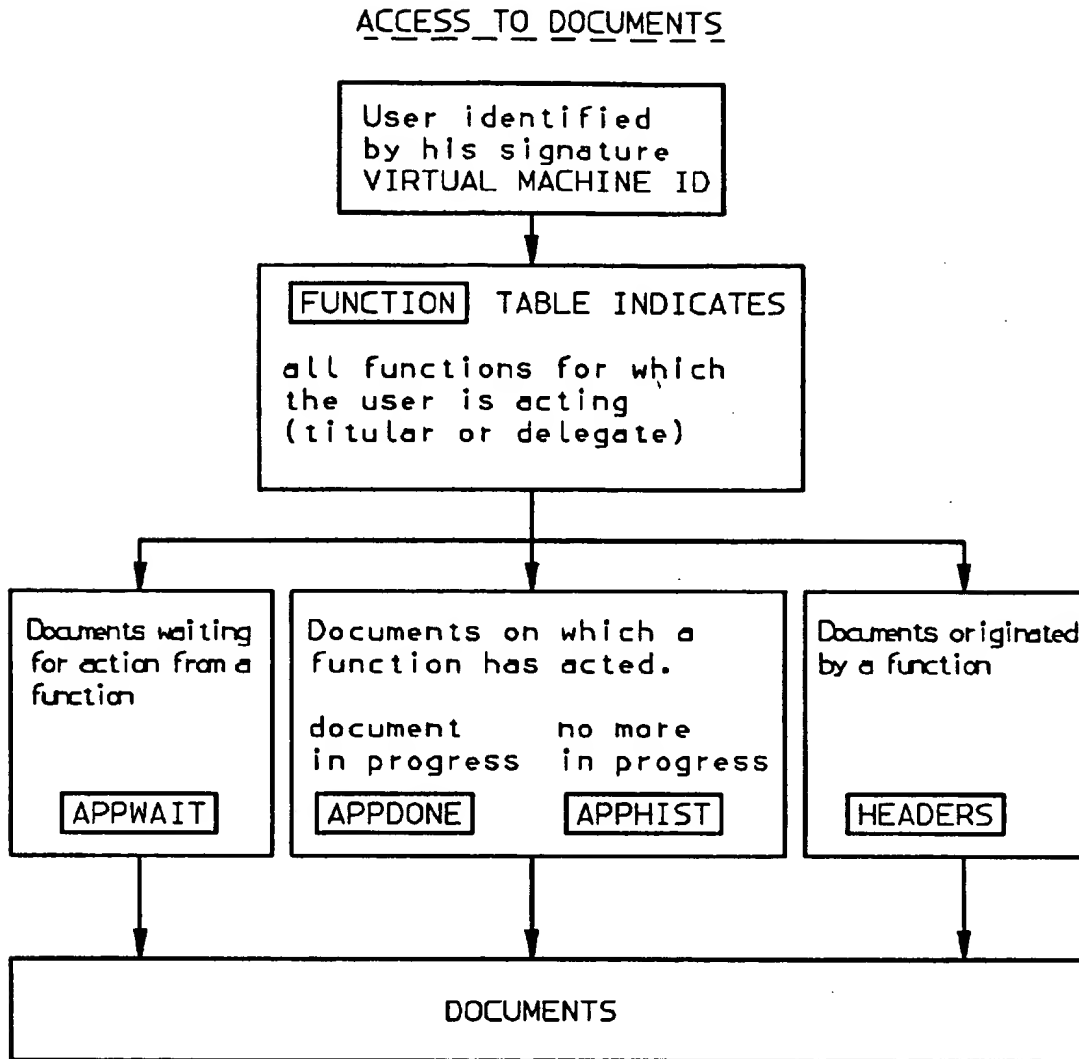 ACCESS TO DOCUMENTS
User identified
by his signature
VIRTUAL MACHINE ID
FUNCTION TABLE INDICATES
all functions for which
the user is acting
(titular or delegate)
Documents waiting
for action from a
function
APPWAIT
Documents on which a
function has acted.
document
in progress
APPDONE
no more
in progress
APPHIST
Documents originated
by a function
HEADERS
DOCUMENTS